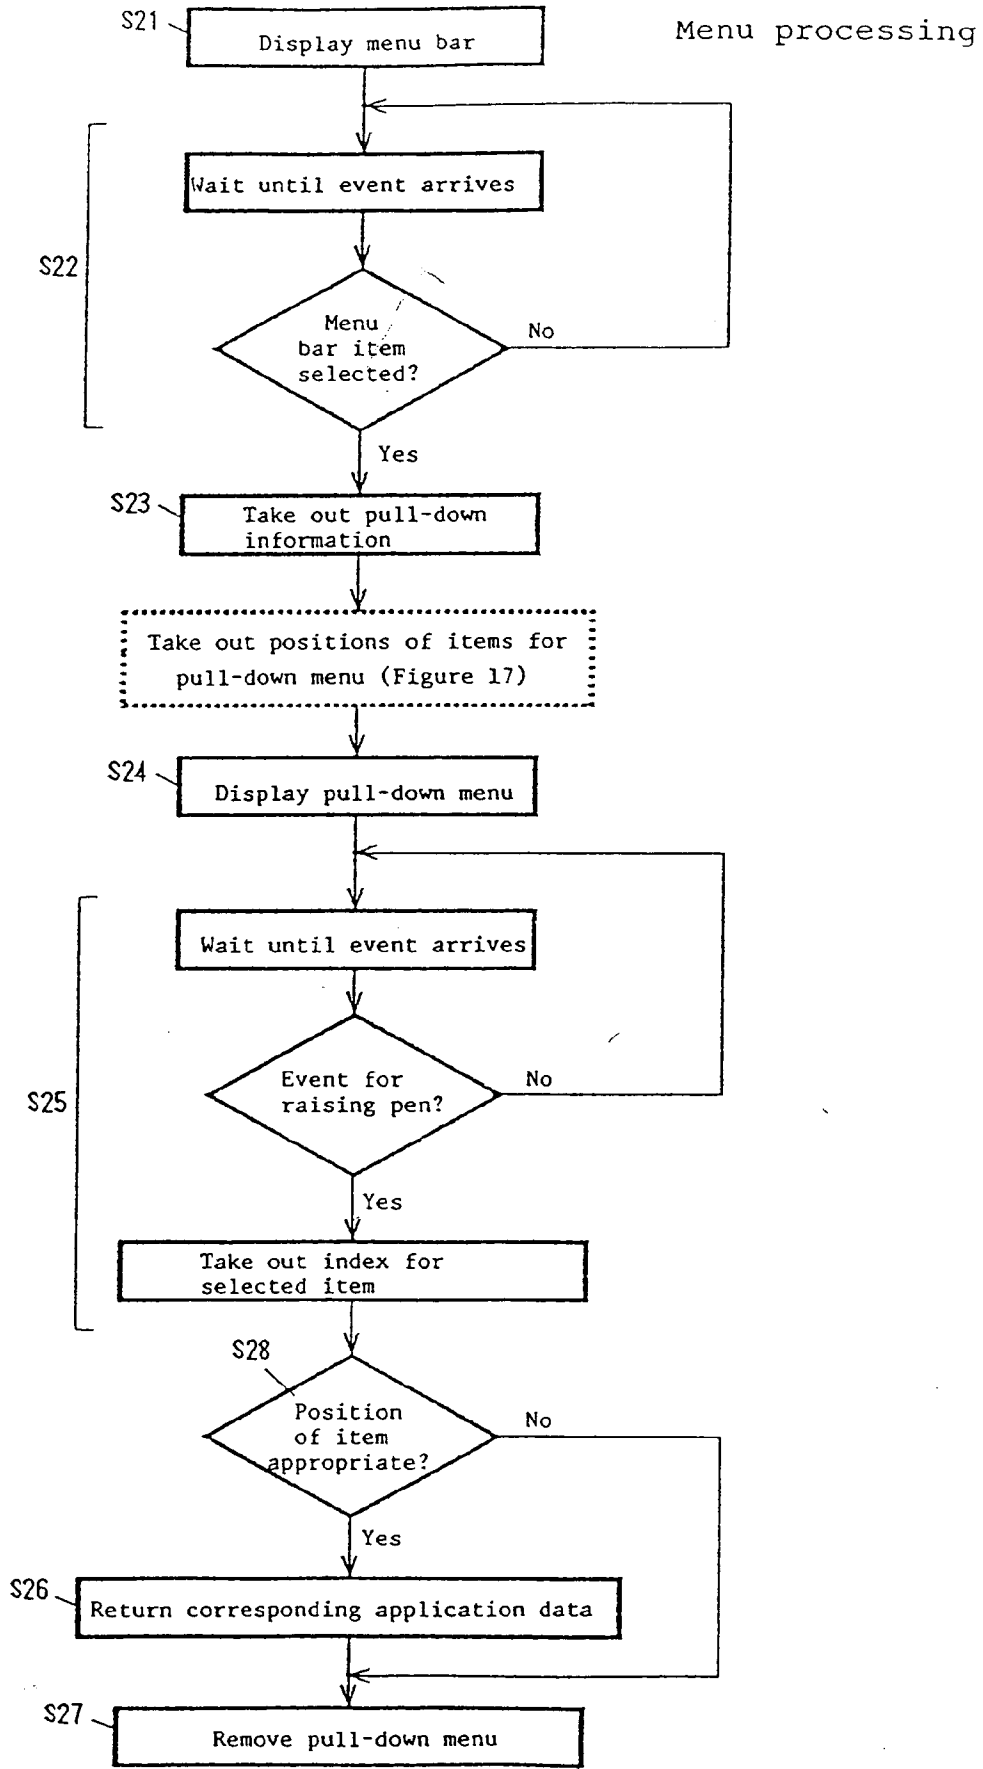 S21
Display menu bar
Menu processing
Wait until event arrives
S22
Menu
bar item
selected?
No
Yes
S23
Take out pull-down
information
Take out positions of items for
pull-down menu (Figure 17)
S24
Display pull-down menu
Wait until event arrives
S25
Event for
raising pen?
No
Yes
Take out index for
selected item
S28
Position
of item
appropriate?
No
Yes
S26
Return corresponding application data
S27
Remove pull-down menu